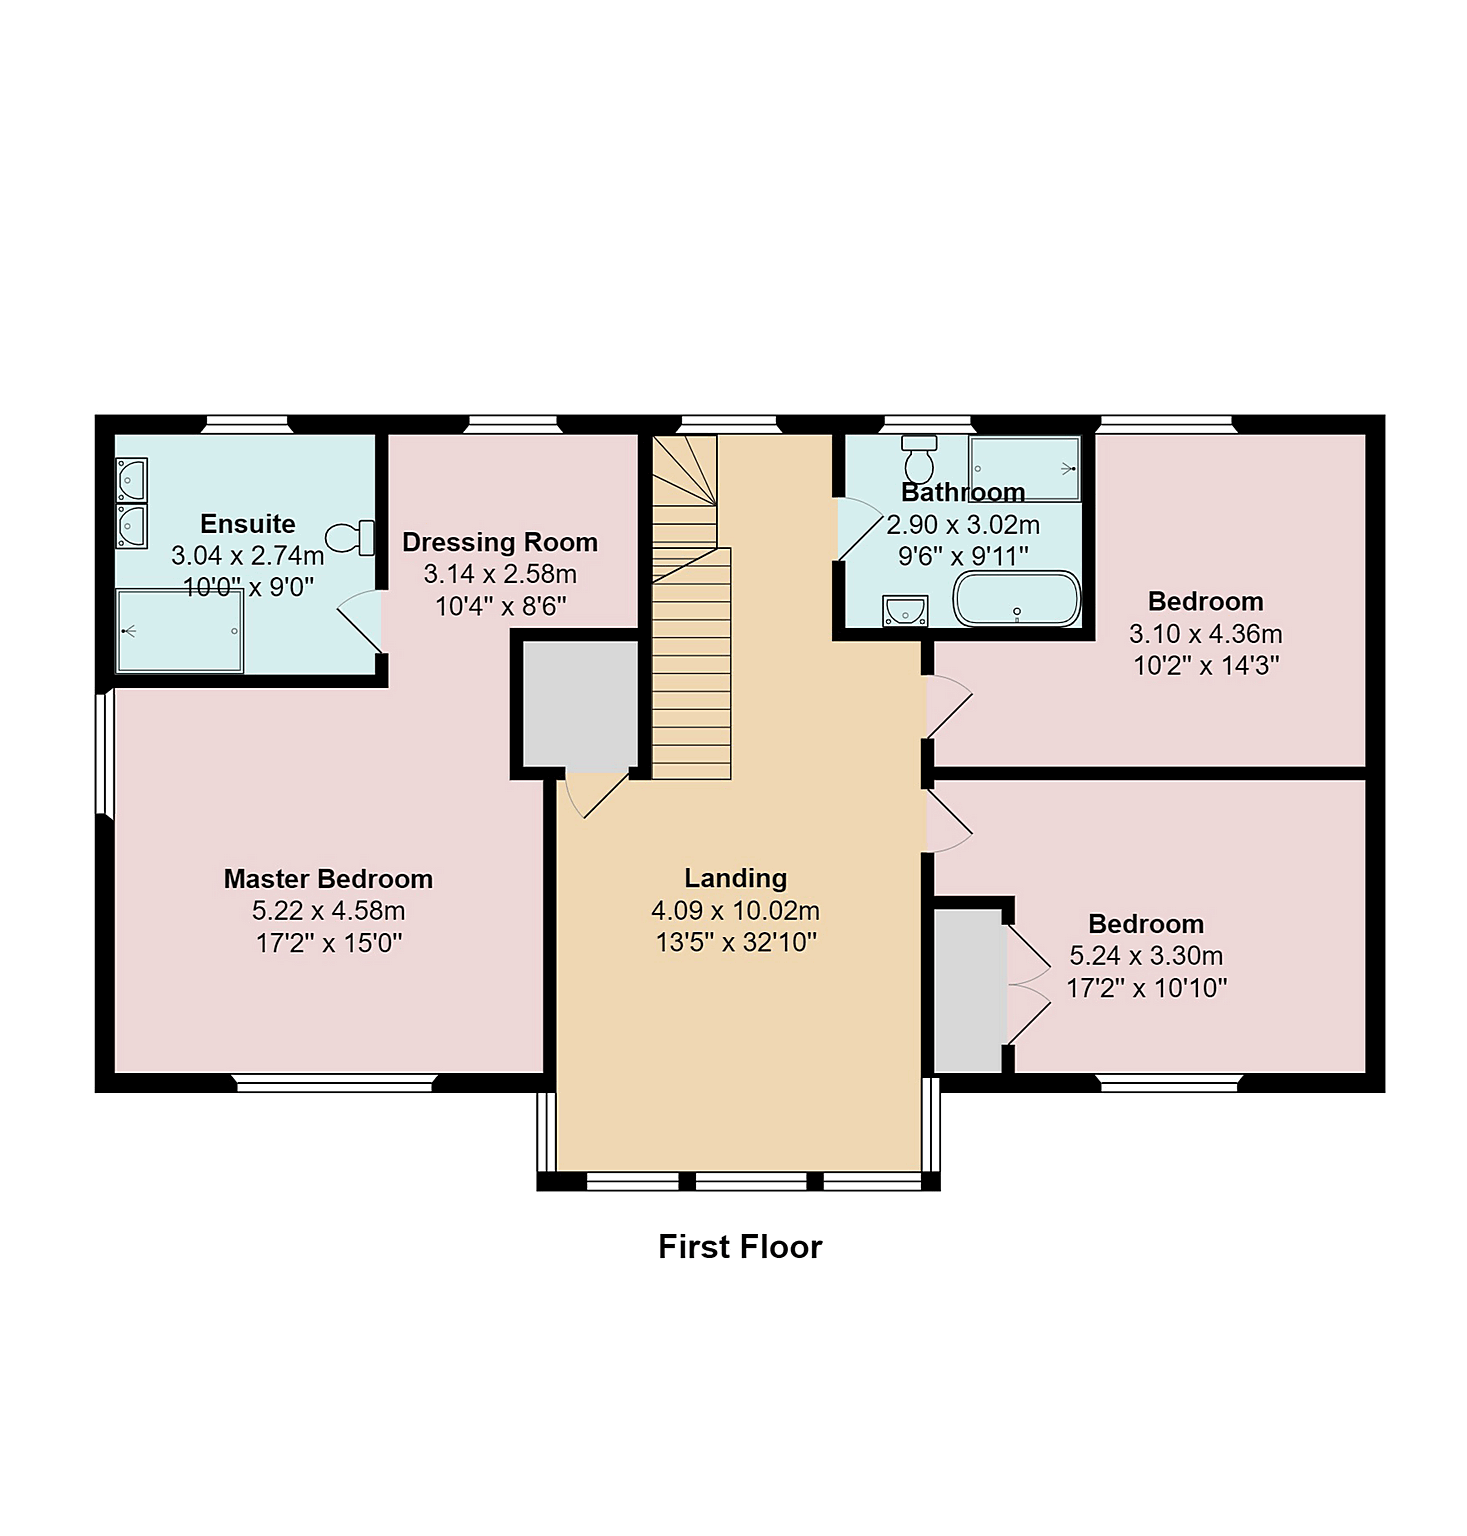 Ensuite
3.04 x 2.74m
10'0" x 9'0"
Dressing Room
3.14 x 2.58m
10'4" x 8'6"
Bathroom
2.90 x 3.02m
9'6" x 9'11"
Bedroom
3.10 x 4.36m
10'2" x 14'3"
Master Bedroom
5.22 x 4.58m
17'2" x 15'0"
Landing
4.09 x 10.02m
13'5" x 32'10"
Bedroom
5.24 x 3.30m
17'2" x 10'10"
First Floor